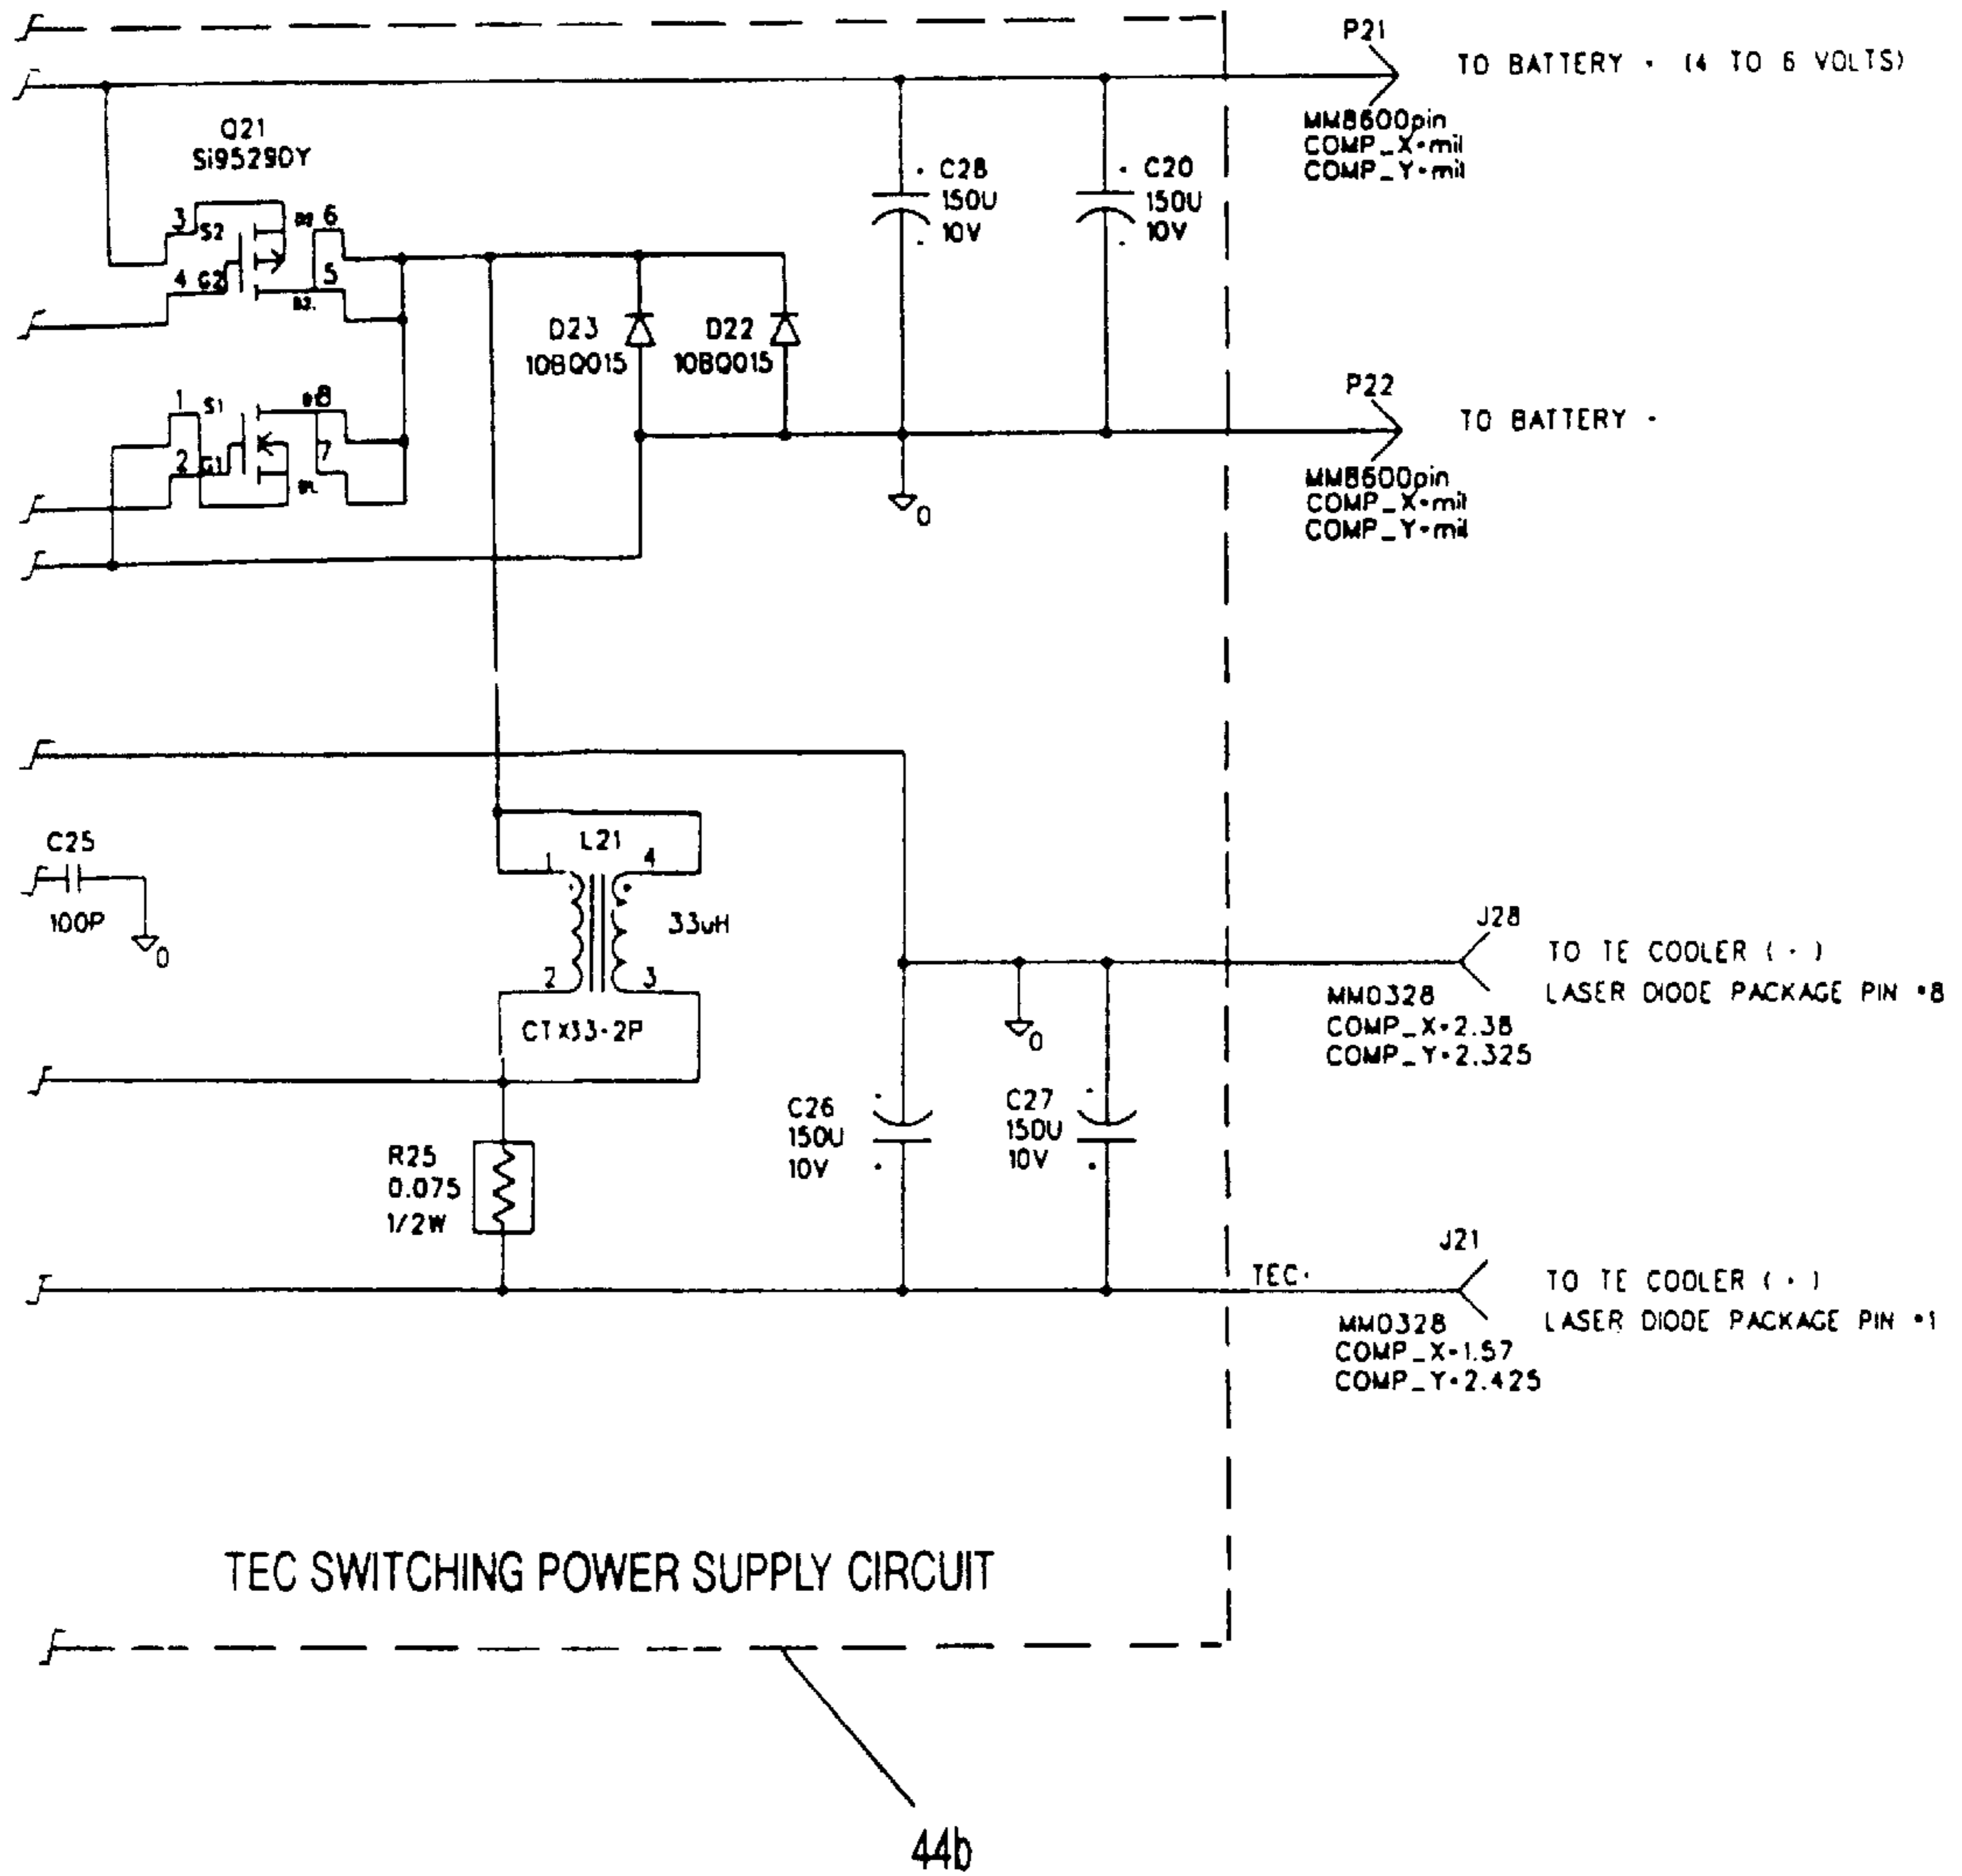 P21
TO BATTERY · (4 TO 6 VOLTS)
MM8600pin
COMP_X·mil
COMP_Y·mil
Q21
Si9529DY
3
S2
6
4
G2
5
C28
150U
10V
C20
150U
10V
D23
10BQ015
D22
10BQ015
1
S1
8
2
G1
7
P22
TO BATTERY -
MM8600pin
COMP_X·mil
COMP_Y·mil
0
C25
100P
0
L21
1
4
33uH
2
3
CTX33-2P
J28
TO TE COOLER ( - )
LASER DIODE PACKAGE PIN •8
MM0328
COMP_X·2.38
COMP_Y·2.325
0
C26
150U
10V
C27
150U
10V
R25
0.075
1/2W
TEC·
J21
TO TE COOLER ( · )
LASER DIODE PACKAGE PIN •1
MM0328
COMP_X·1.57
COMP_Y·2.425
TEC SWITCHING POWER SUPPLY CIRCUIT
44b